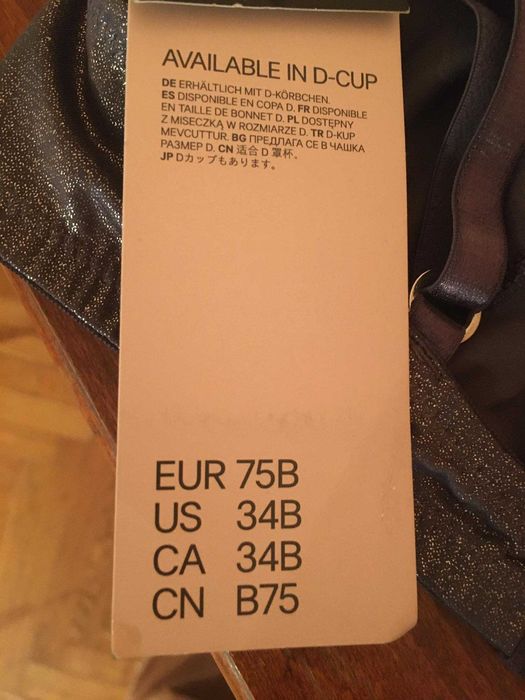 AVAILABLE IN D-CUP
DE ERHÄLTLICH MIT D-KÖRBCHEN.
ES DISPONIBLE EN COPA D. FR DISPONIBLE
EN TAILLE DE BONNET D. PL DOSTĘPNY
Z MISECZKĄ W ROZMIARZE D. TR D-KUP
MEVCUTTUR. BG ПРЕДЛАГА СЕ В ЧАШКА
РАЗМЕР D. CN 适合 D 罩杯。
JP Dカップもあります。
EUR 75B
US 34B
CA 34B
CN B75